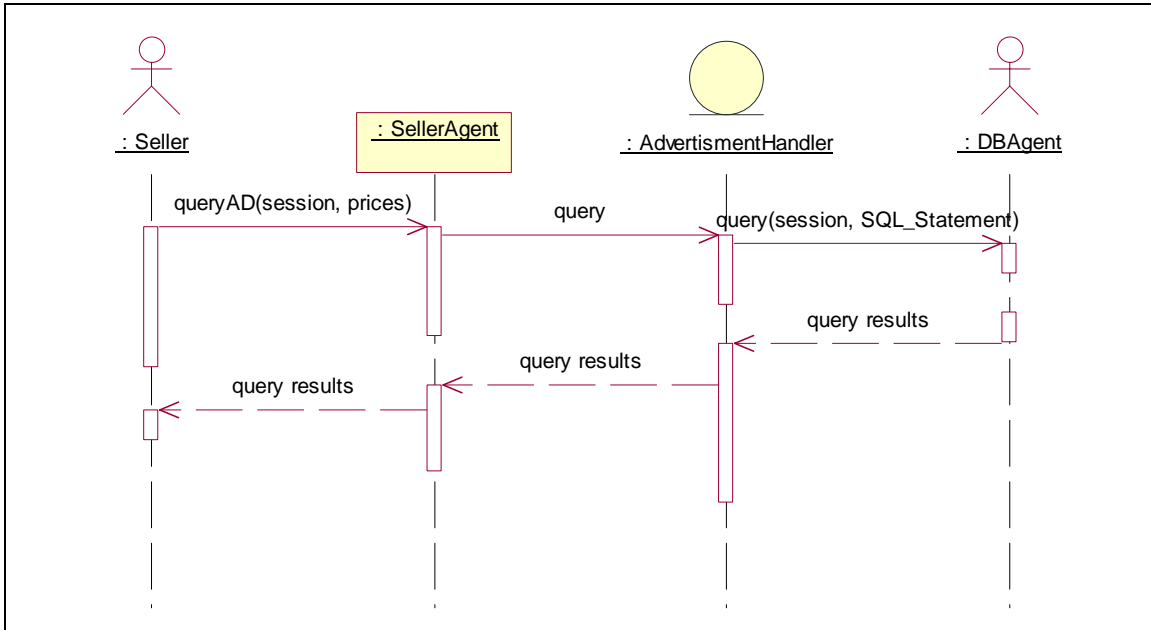 : Seller
: SellerAgent
: AdvertismentHandler
: DBAgent
queryAD(session, prices)
query
query(session, SQL_Statement)
query results
query results
query results